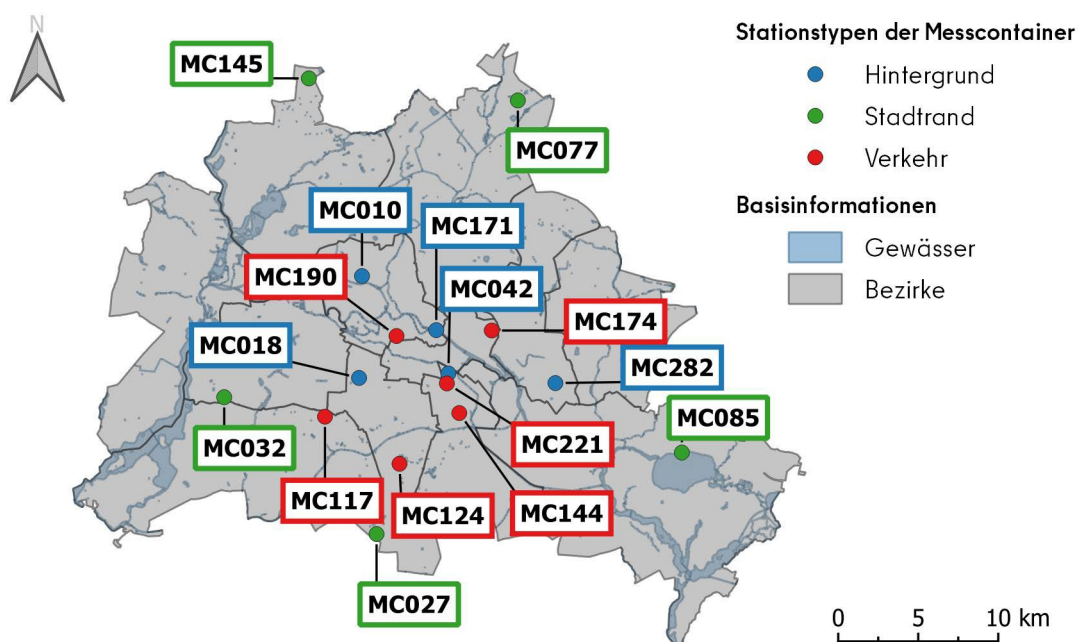 N
Stationstypen der Messcontainer
Hintergrund
Stadtrand
Verkehr
Basisinformationen
Gewässer
Bezirke
MC145
MC077
MC010
MC171
MC190
MC042
MC174
MC018
MC282
MC085
MC032
MC221
MC117
MC124
MC144
MC027
0 5 10 km